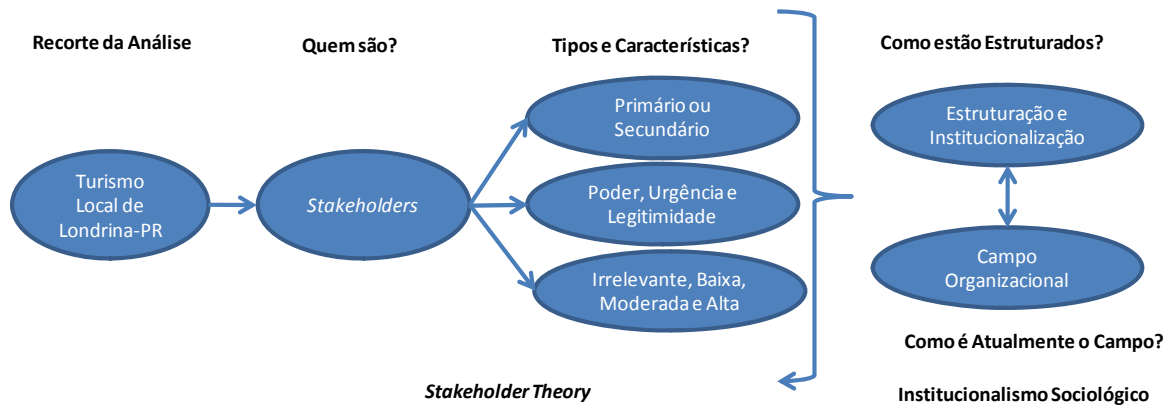 Recorte da Análise
Quem são?
Tipos e Características?
Como estão Estruturados?
Turismo
Local de
Londrina-PR
Stakeholders
Primário ou
Secundário
Poder, Urgência e
Legitimidade
Irrelevante, Baixa,
Moderada e Alta
Estruturação e
Institucionalização
Campo
Organizacional
Como é Atualmente o Campo?
Stakeholder Theory
Institucionalismo Sociológico